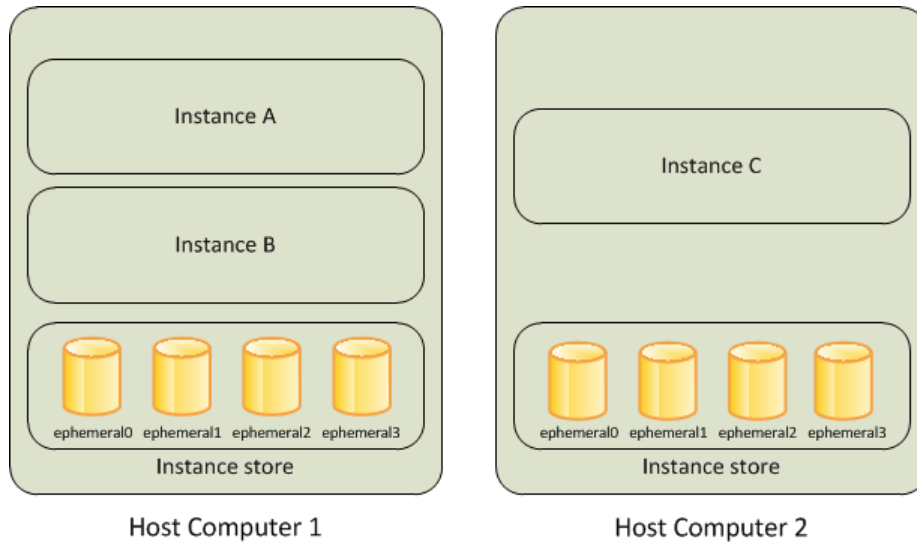 Instance A
Instance B
ephemeral0 ephemeral1 ephemeral2 ephemeral3
Instance store
Host Computer 1
Instance C
ephemeral0 ephemeral1 ephemeral2 ephemeral3
Instance store
Host Computer 2